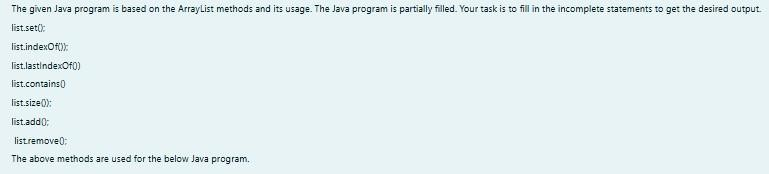 The given Java program is based on the ArrayList methods and its usage. The Java program is partially filled. Your task is to fill in the incomplete statements to get the desired output.
list.set();
list.indexOf());
list.lastIndexOf())
list.contains()
list.size());
list.add();
list.remove();
The above methods are used for the below Java program.